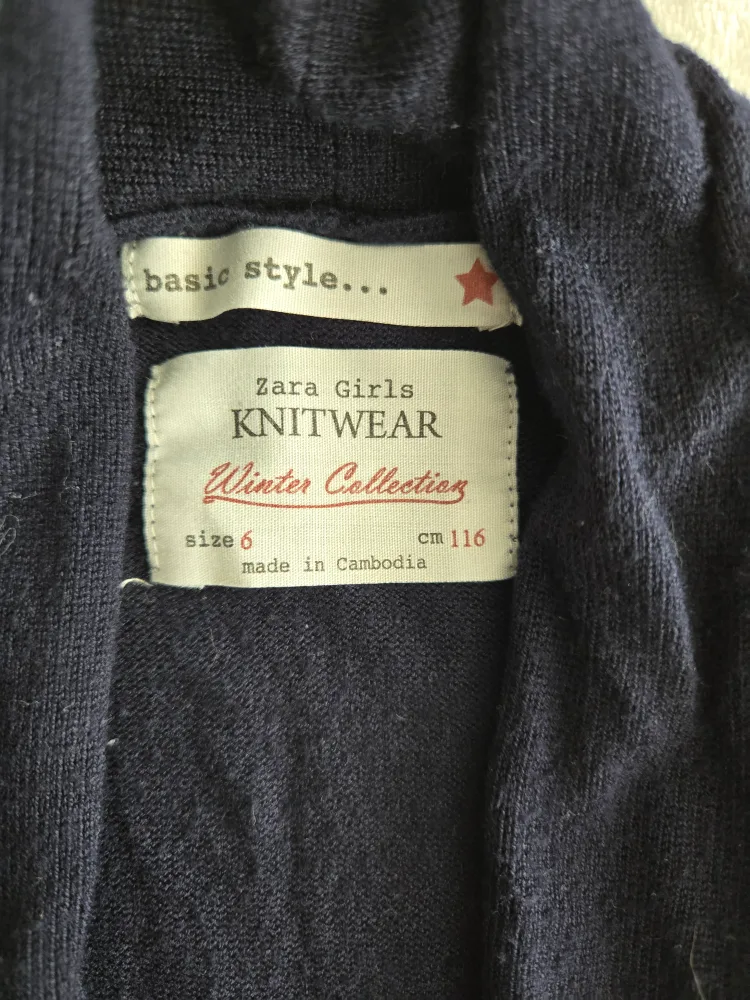 basic style...
Zara Girls
KNITWEAR
Winter Collection
size 6 cm 116
made in Cambodia